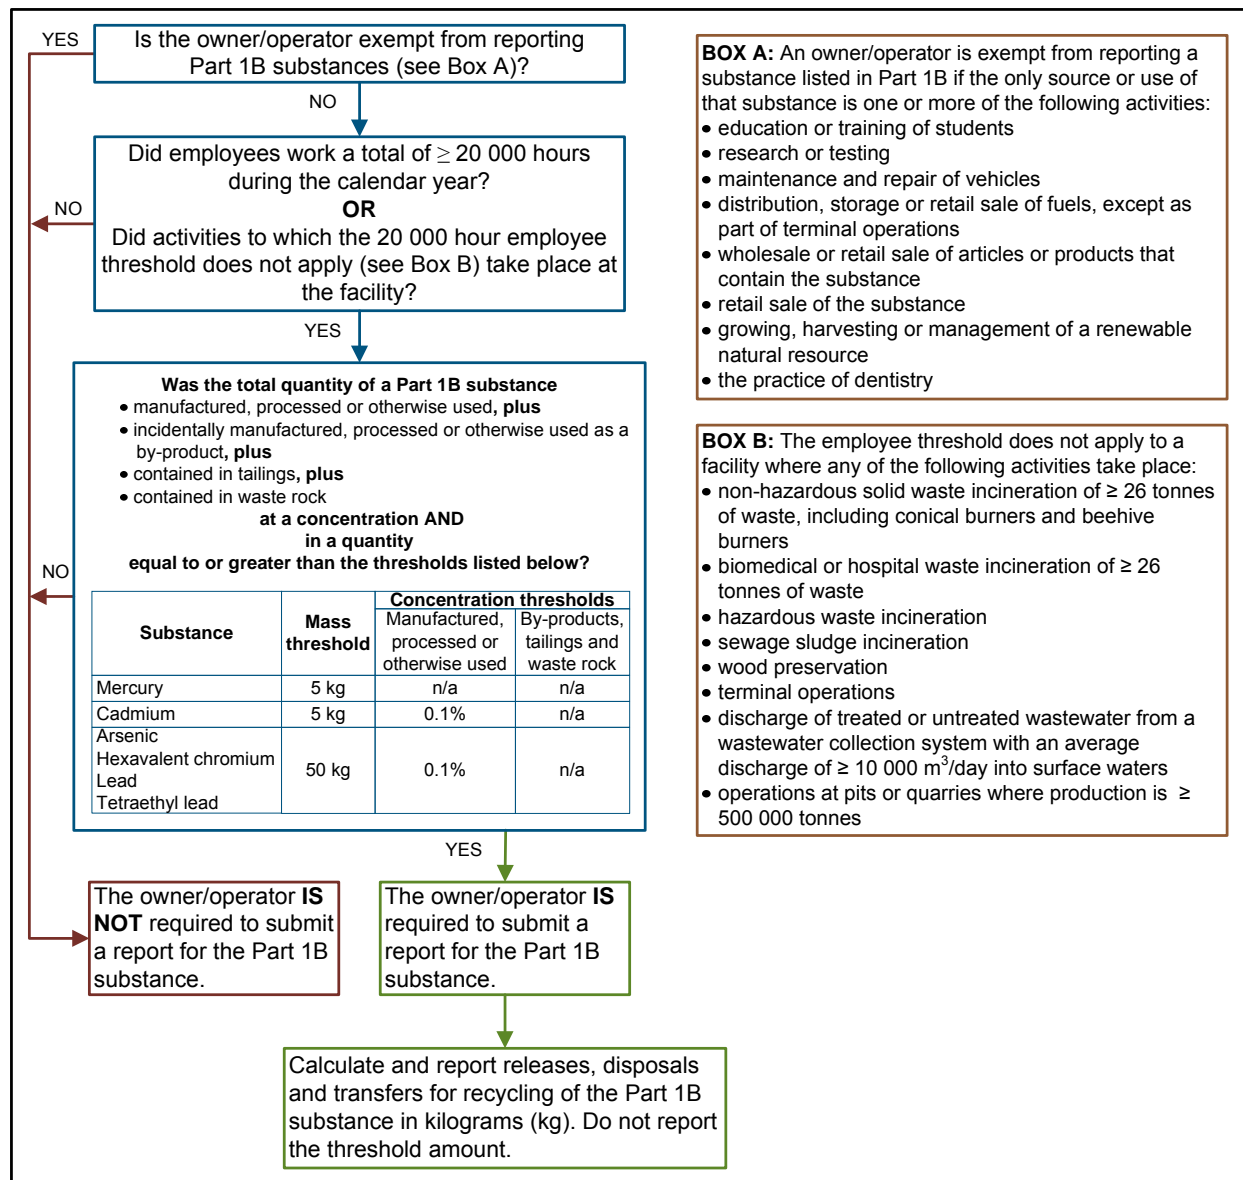 YES
Is the owner/operator exempt from reporting
Part 1B substances (see Box A)?
NO
Did employees work a total of ≥ 20 000 hours
during the calendar year?
OR
Did activities to which the 20 000 hour employee
threshold does not apply (see Box B) take place at
the facility?
NO
YES
Was the total quantity of a Part 1B substance
• manufactured, processed or otherwise used, plus
• incidentally manufactured, processed or otherwise used as a
by-product, plus
• contained in tailings, plus
• contained in waste rock
at a concentration AND
in a quantity
equal to or greater than the thresholds listed below?
NO
Substance
Mass
threshold
Concentration thresholds
Manufactured,
processed or
otherwise used
By-products,
tailings and
waste rock
Mercury 5 kg n/a n/a
Cadmium 5 kg 0.1% n/a
Arsenic
Hexavalent chromium
Lead
Tetraethyl lead
50 kg 0.1% n/a
YES
The owner/operator IS
NOT required to submit
a report for the Part 1B
substance.
The owner/operator IS
required to submit a
report for the Part 1B
substance.
Calculate and report releases, disposals
and transfers for recycling of the Part 1B
substance in kilograms (kg). Do not report
the threshold amount.
BOX A: An owner/operator is exempt from reporting a
substance listed in Part 1B if the only source or use of
that substance is one or more of the following activities:
• education or training of students
• research or testing
• maintenance and repair of vehicles
• distribution, storage or retail sale of fuels, except as
part of terminal operations
• wholesale or retail sale of articles or products that
contain the substance
• retail sale of the substance
• growing, harvesting or management of a renewable
natural resource
• the practice of dentistry
BOX B: The employee threshold does not apply to a
facility where any of the following activities take place:
• non-hazardous solid waste incineration of ≥ 26 tonnes
of waste, including conical burners and beehive
burners
• biomedical or hospital waste incineration of ≥ 26
tonnes of waste
• hazardous waste incineration
• sewage sludge incineration
• wood preservation
• terminal operations
• discharge of treated or untreated wastewater from a
wastewater collection system with an average
discharge of ≥ 10 000 m³/day into surface waters
• operations at pits or quarries where production is ≥
500 000 tonnes